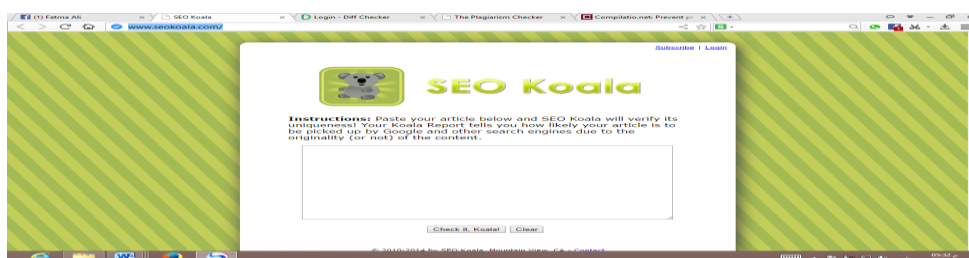 (1) Fatma Ali
SEO Koala
Login - Diff Checker
The Plagiarism Checker
Compilatio.net: Prevent pl
www.seokoala.com/
Subscribe | Login
SEO Koala
Instructions: Paste your article below and SEO Koala will verify its
uniqueness! Your Koala Report tells you how likely your article is to
be picked up by Google and other search engines due to the
originality (or not) of the content.
Check it, Koala! Clear
© 2010-2014 by SEO Koala, Mountain View, CA - Contact
05:32 م